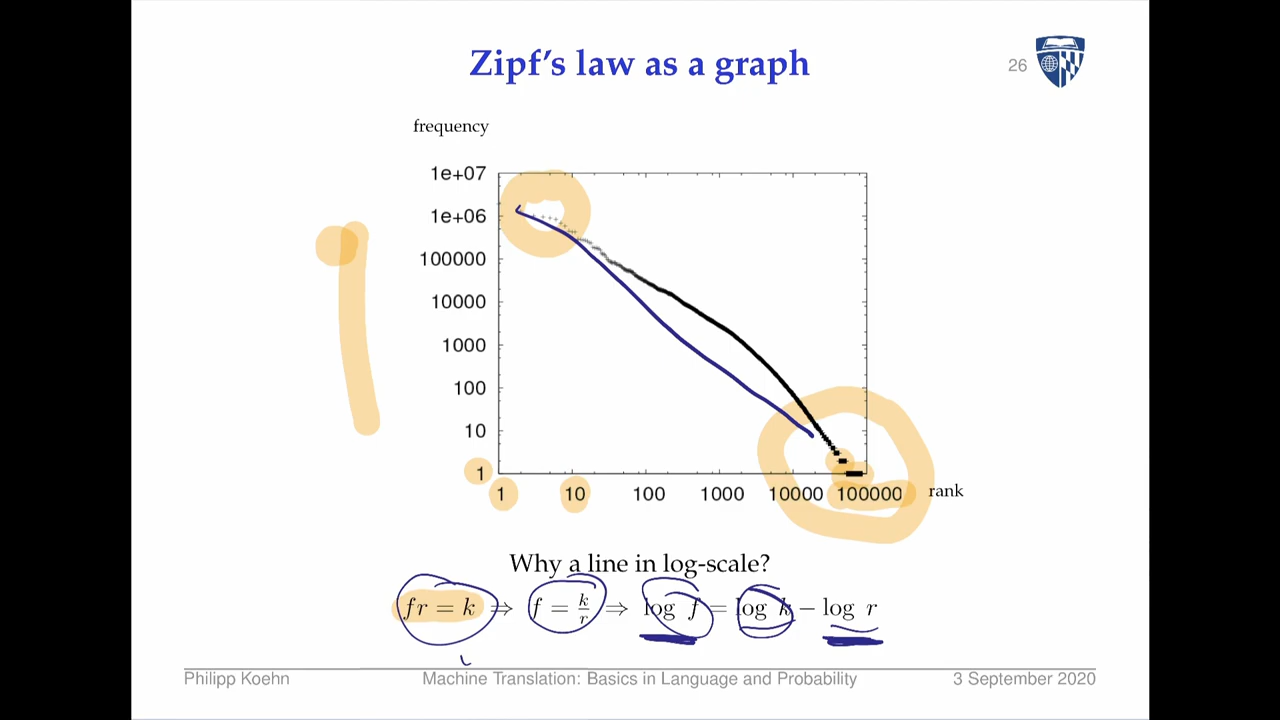 Zipf's law as a graph
26
frequency
1e+07
1e+06
100000
10000
1000
100
10
1
1 10 100 1000 10000 100000
rank
Why a line in log-scale?
fr = k ⇒ f = k/r ⇒ log f = log k − log r
Philipp Koehn Machine Translation: Basics in Language and Probability 3 September 2020